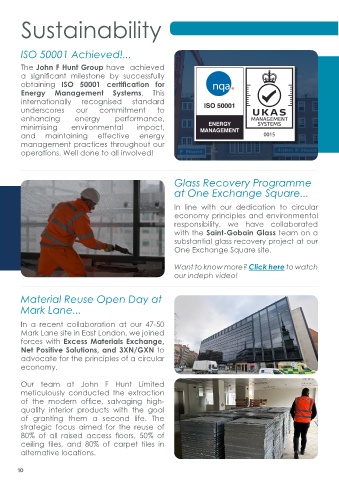 Sustainability
ISO 50001 Achieved!...
The John F Hunt Group have achieved
a significant milestone by successfully
obtaining ISO 50001 certification for
Energy Management Systems. This
internationally recognised standard
underscores our commitment to
enhancing energy performance,
minimising environmental impact,
and maintaining effective energy
management practices throughout our
operations. Well done to all involved!
nqa.
ISO 50001
ENERGY
MANAGEMENT
UKAS
MANAGEMENT
SYSTEMS
0015
Glass Recovery Programme
at One Exchange Square...
In line with our dedication to circular
economy principles and environmental
responsibility, we have collaborated
with the Saint-Gobain Glass team on a
substantial glass recovery project at our
One Exchange Square site.
Want to know more? Click here to watch
our indeph video!
Material Reuse Open Day at
Mark Lane...
In a recent collaboration at our 47-50
Mark Lane site in East London, we joined
forces with Excess Materials Exchange,
Net Positive Solutions, and 3XN/GXN to
advocate for the principles of a circular
economy.
Our team at John F Hunt Limited
meticulously conducted the extraction
of the modern office, salvaging high-
quality interior products with the goal
of granting them a second life. The
strategic focus aimed for the reuse of
80% of all raised access floors, 50% of
ceiling tiles, and 80% of carpet tiles in
alternative locations.
10